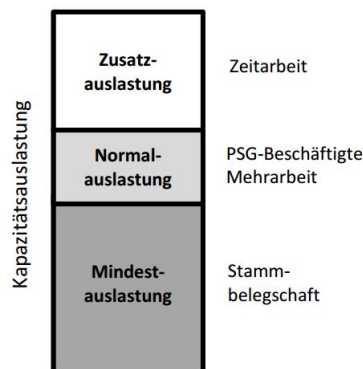 Kapazitätsauslastung
Zusatz-
auslastung
Zeitarbeit
Normal-
auslastung
PSG-Beschäftigte
Mehrarbeit
Mindest-
auslastung
Stamm-
belegschaft